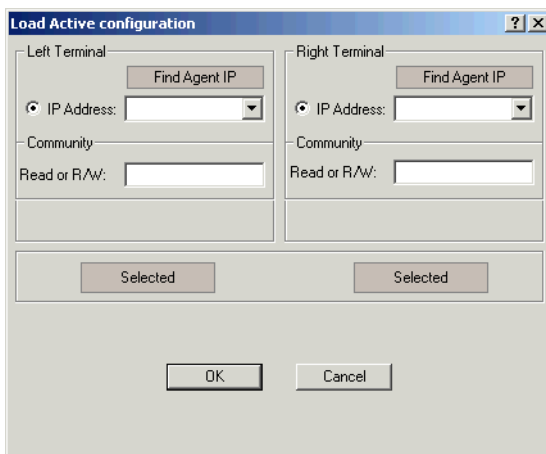 Load Active configuration
Left Terminal
Find Agent IP
IP Address:
Community
Read or R/W:
Right Terminal
Find Agent IP
IP Address:
Community
Read or R/W:
Selected
Selected
OK
Cancel